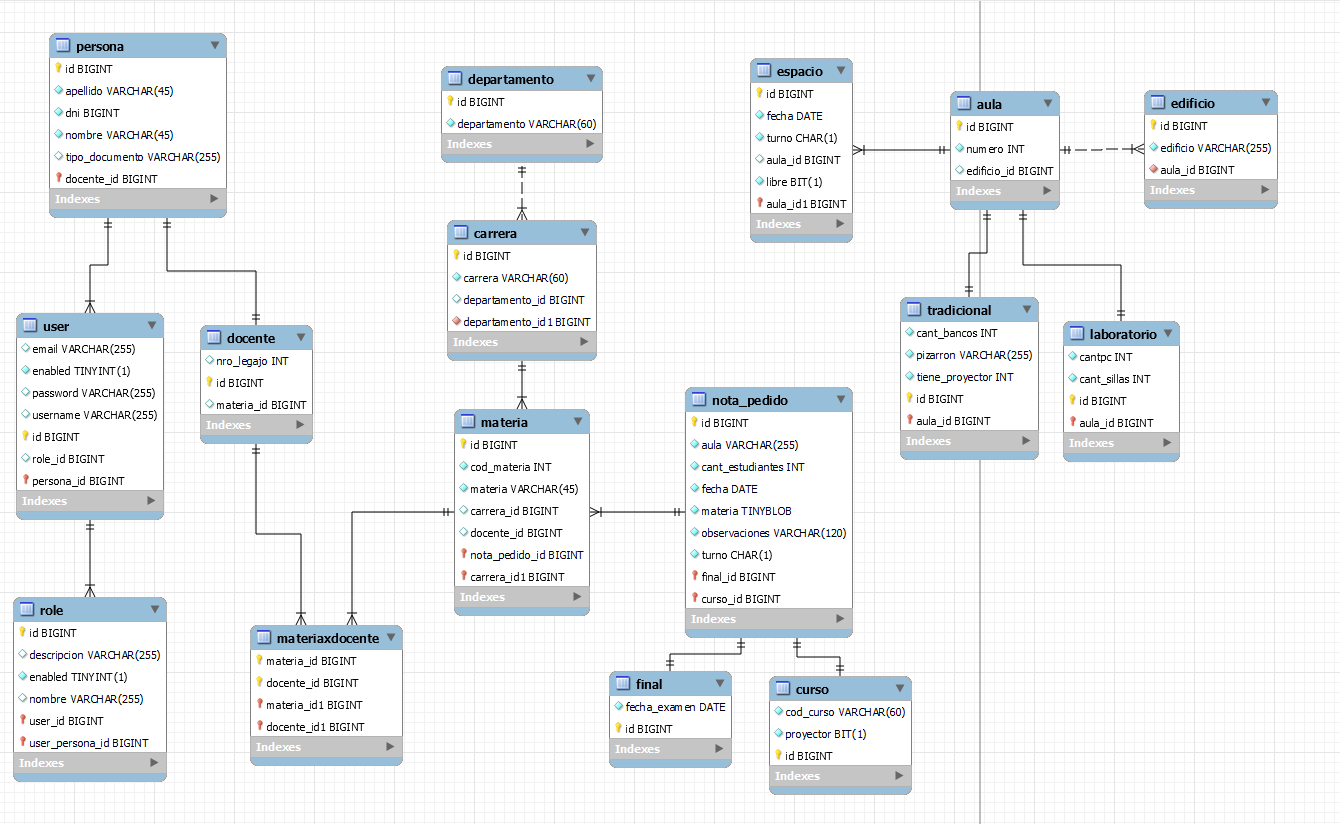 persona
id BIGINT
apellido VARCHAR(45)
dni BIGINT
nombre VARCHAR(45)
tipo_documento VARCHAR(255)
docente_id BIGINT
Indexes
departamento
id BIGINT
departamento VARCHAR(60)
Indexes
espacio
id BIGINT
fecha DATE
turno CHAR(1)
aula_id BIGINT
libre BIT(1)
aula_id1 BIGINT
Indexes
aula
id BIGINT
numero INT
edificio_id BIGINT
Indexes
edificio
id BIGINT
edificio VARCHAR(255)
aula_id BIGINT
Indexes
carrera
id BIGINT
carrera VARCHAR(60)
departamento_id BIGINT
departamento_id1 BIGINT
Indexes
user
email VARCHAR(255)
enabled TINYINT(1)
password VARCHAR(255)
username VARCHAR(255)
id BIGINT
role_id BIGINT
persona_id BIGINT
Indexes
docente
nro_legajo INT
id BIGINT
materia_id BIGINT
Indexes
tradicional
cant_bancos INT
pizarron VARCHAR(255)
tiene_proyector INT
id BIGINT
aula_id BIGINT
Indexes
laboratorio
cantpc INT
cant_sillas INT
id BIGINT
aula_id BIGINT
Indexes
materia
id BIGINT
cod_materia INT
materia VARCHAR(45)
carrera_id BIGINT
docente_id BIGINT
nota_pedido_id BIGINT
carrera_id1 BIGINT
Indexes
nota_pedido
id BIGINT
aula VARCHAR(255)
cant_estudiantes INT
fecha DATE
materia TINYBLOB
observaciones VARCHAR(120)
turno CHAR(1)
final_id BIGINT
curso_id BIGINT
Indexes
role
id BIGINT
descripcion VARCHAR(255)
enabled TINYINT(1)
nombre VARCHAR(255)
user_id BIGINT
user_persona_id BIGINT
Indexes
materiaxdocente
materia_id BIGINT
docente_id BIGINT
materia_id1 BIGINT
docente_id1 BIGINT
Indexes
final
fecha_examen DATE
id BIGINT
Indexes
curso
cod_curso VARCHAR(60)
proyector BIT(1)
id BIGINT
Indexes